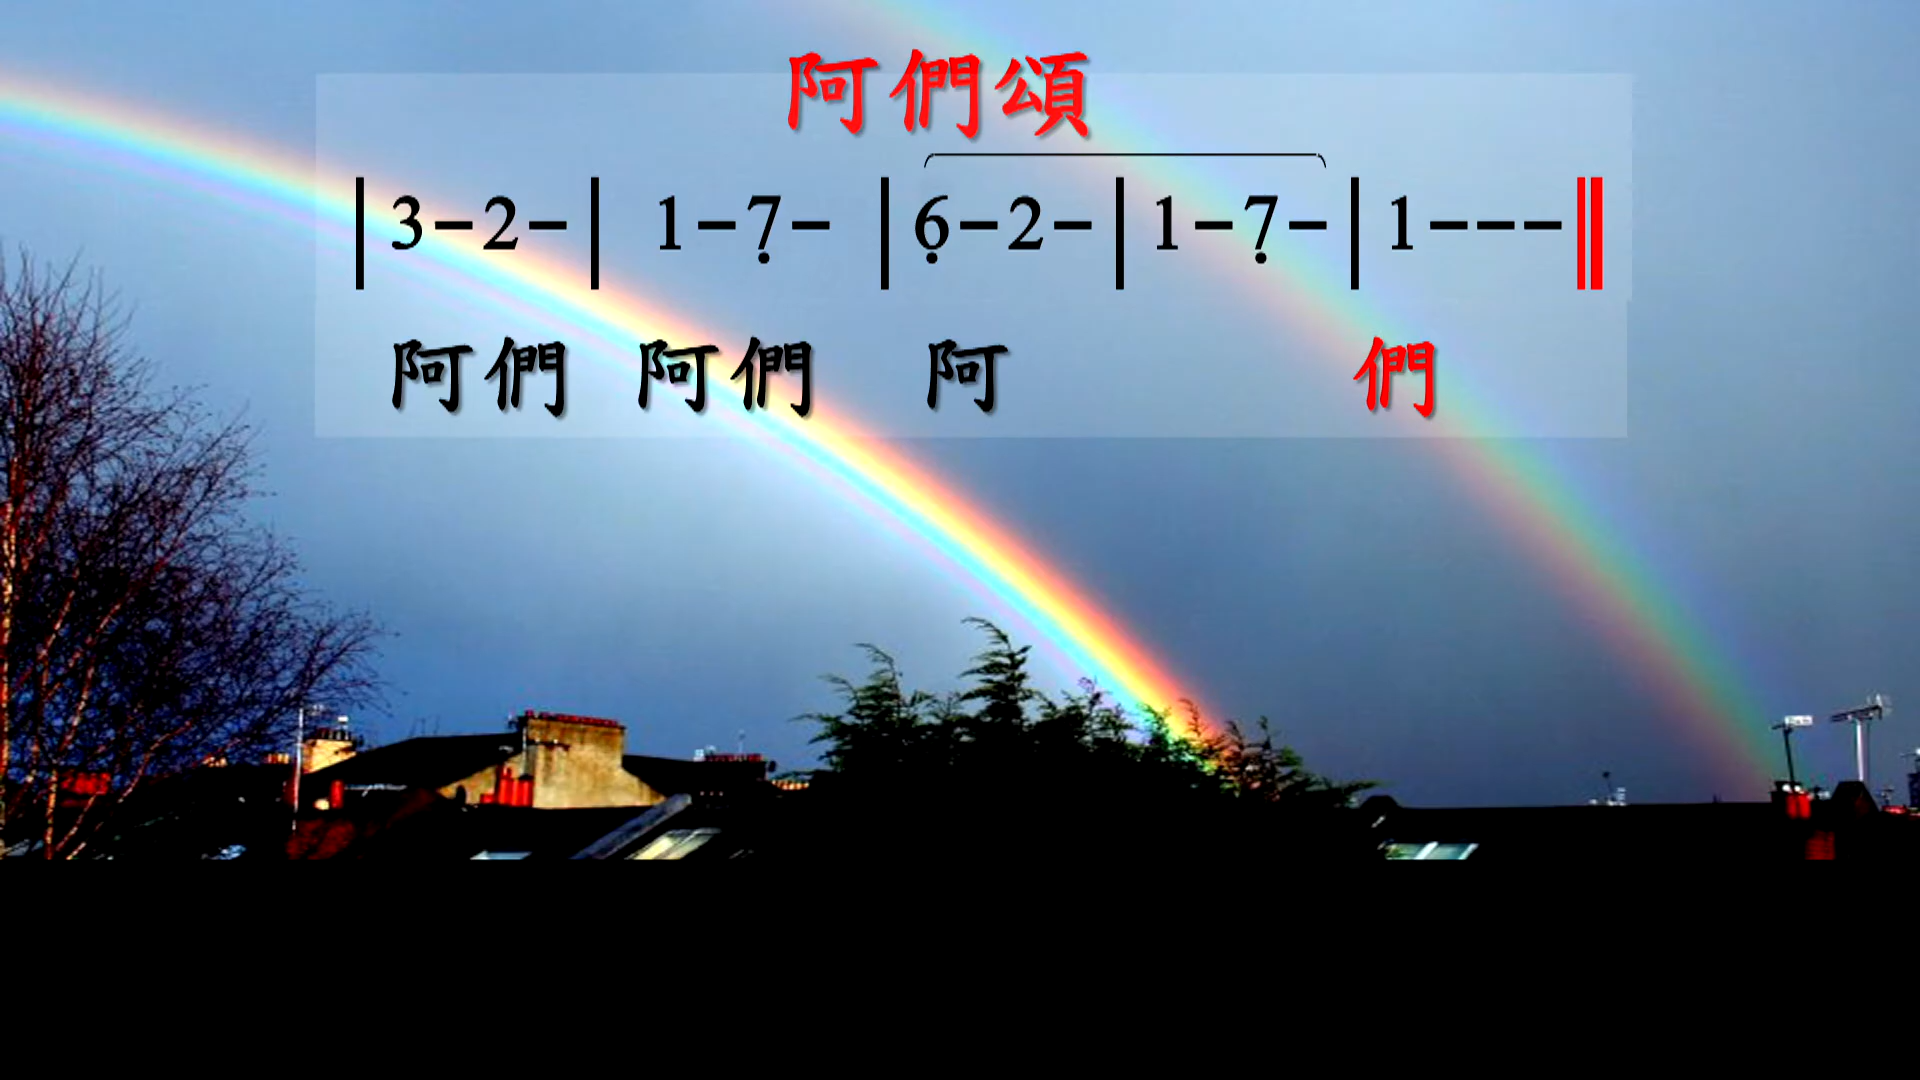 阿們頌
|3-2-| 1-7̣- |6̣-2-|1-7̣-|1---‖
阿們 阿們 阿 們